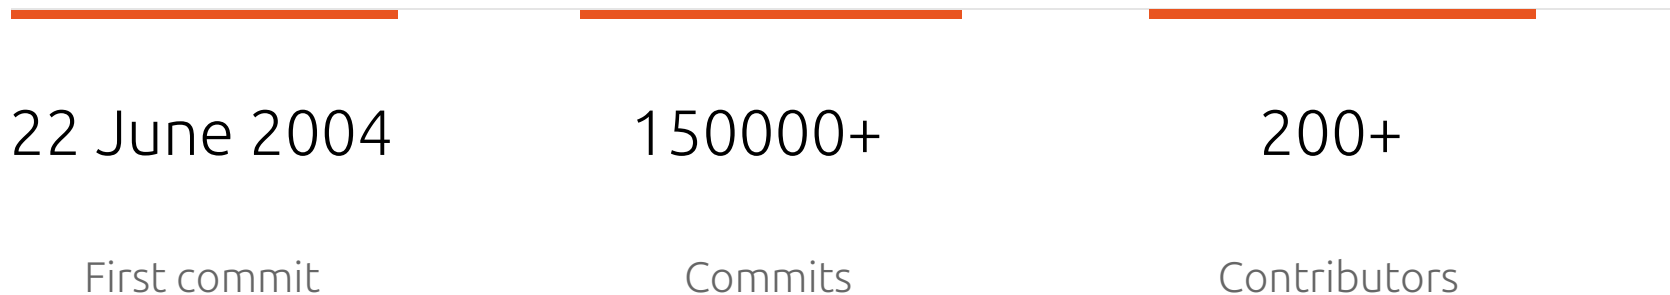 22 June 2004
150000+
200+
First commit
Commits
Contributors